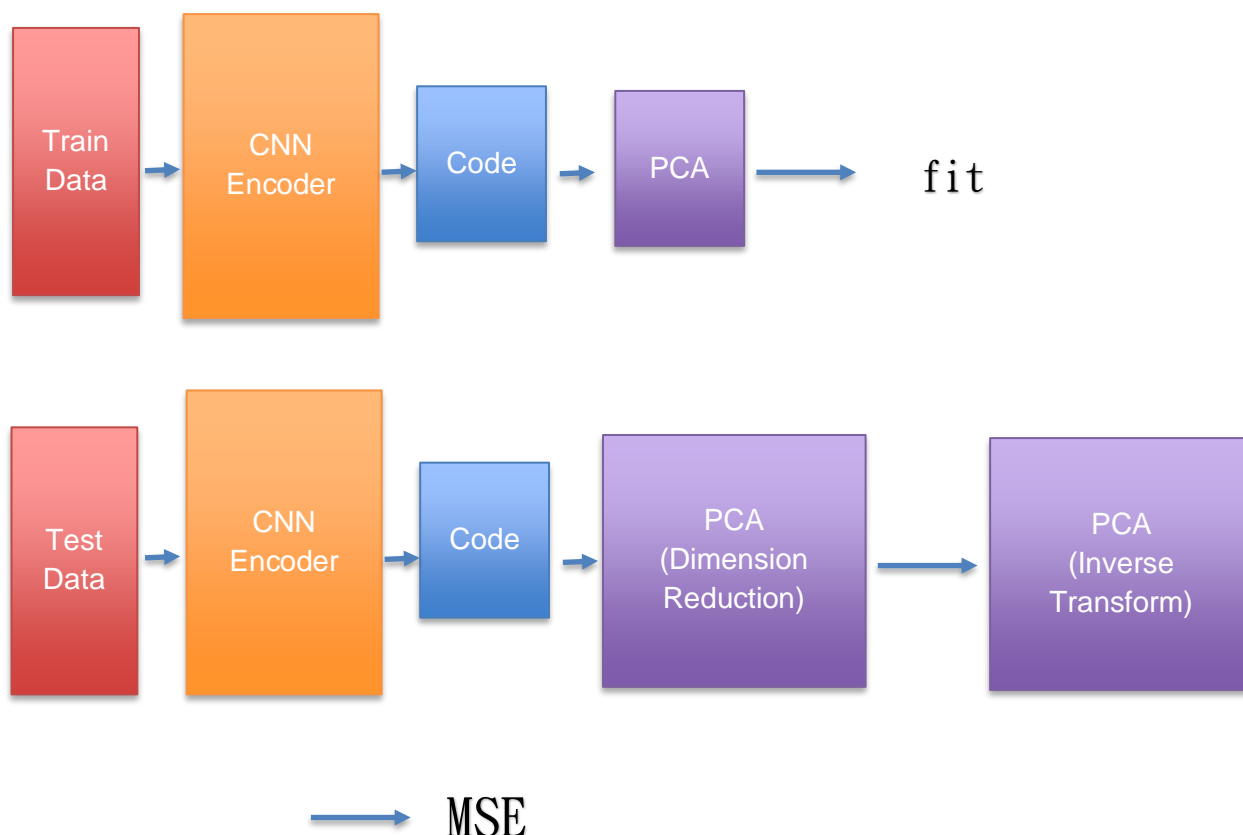 Train
Data
CNN
Encoder
Code
PCA
fit
Test
Data
CNN
Encoder
Code
PCA
(Dimension
Reduction)
PCA
(Inverse
Transform)
MSE